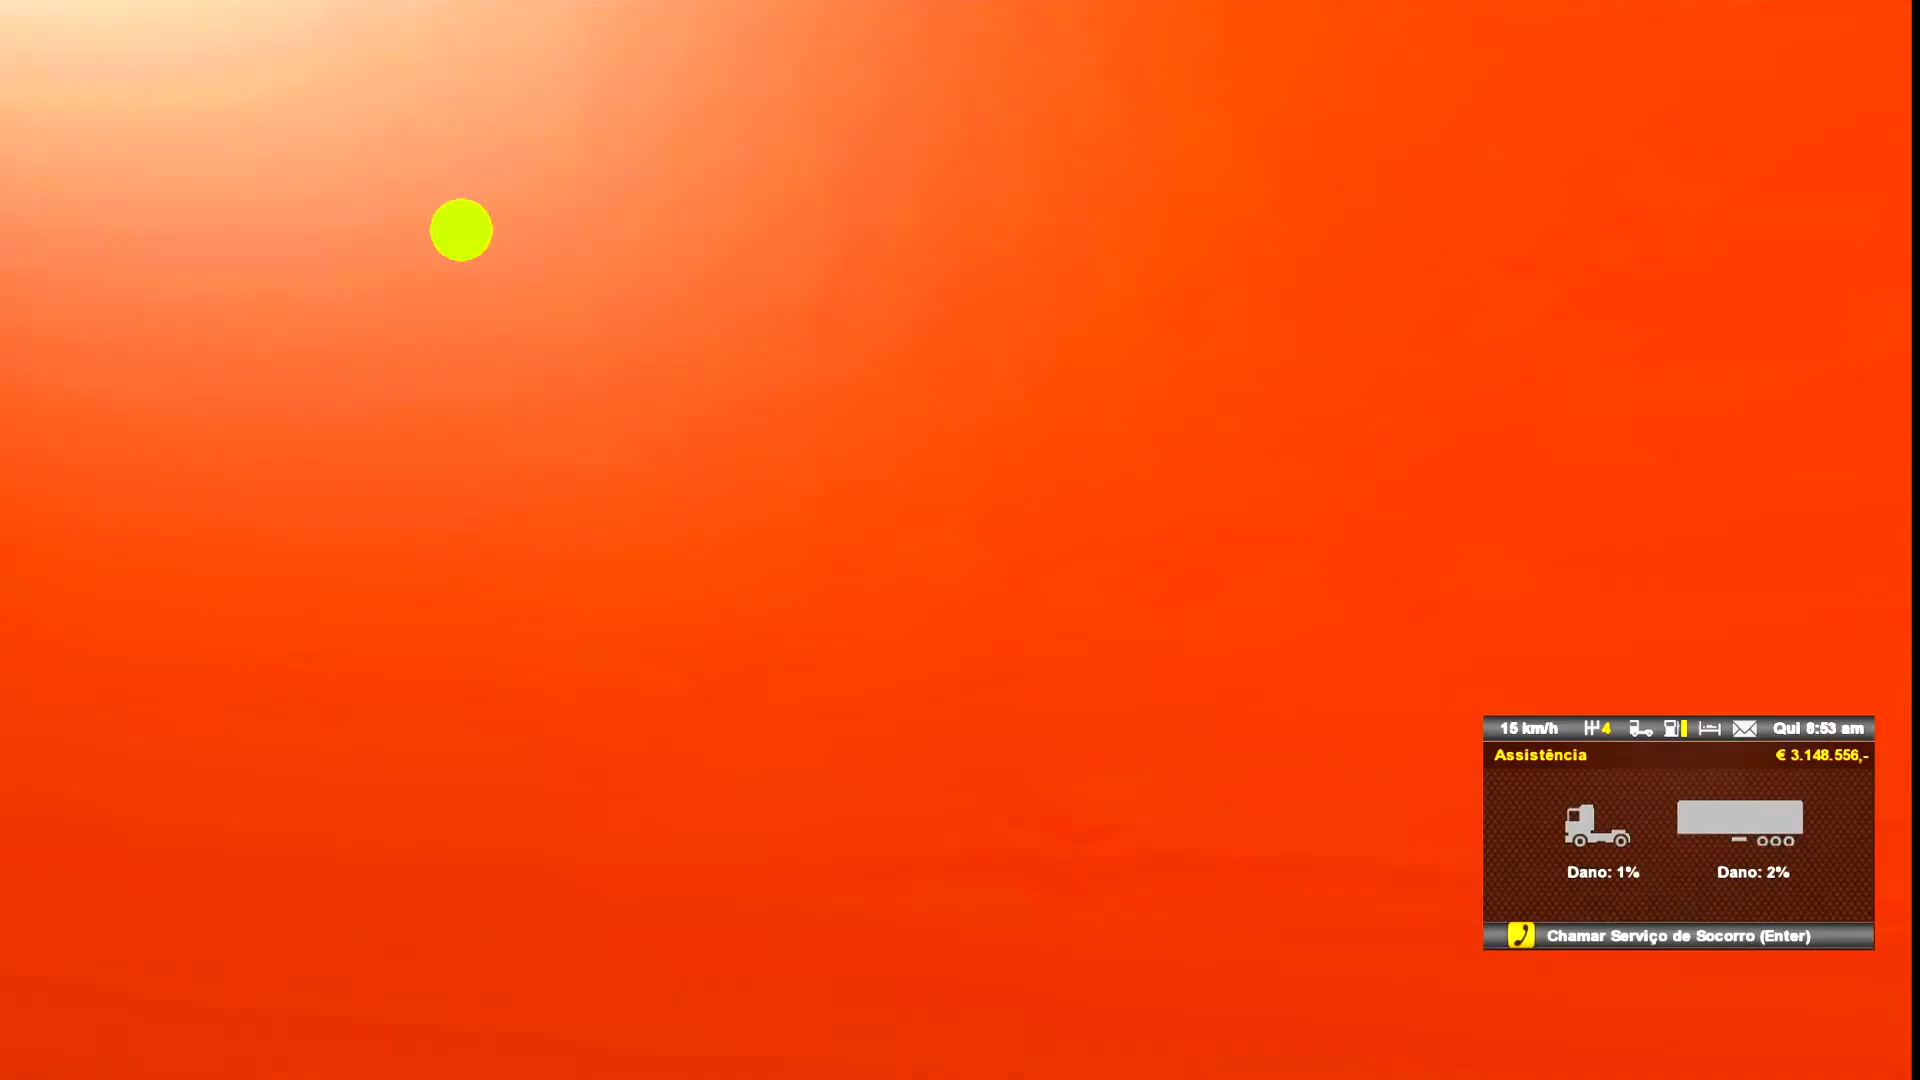 15 km/h 4 Qui 8:53 am
Assistência € 3.148.556,-
Dano: 1% Dano: 2%
Chamar Serviço de Socorro (Enter)